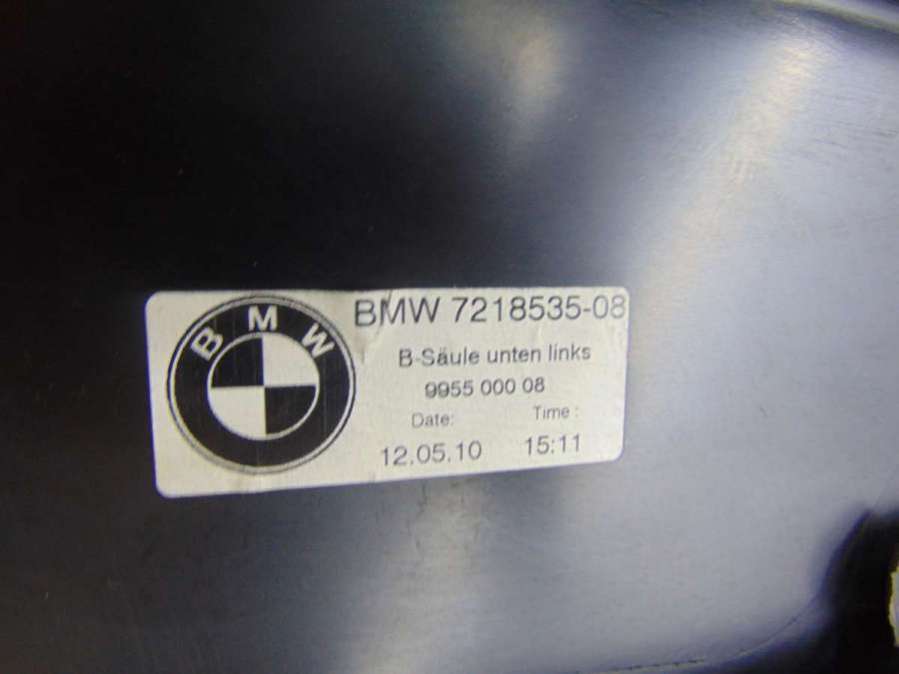 BMW
BMW 7218535-08
B-Säule unten links
9955 000 08
Date: Time :
12.05.10 15:11